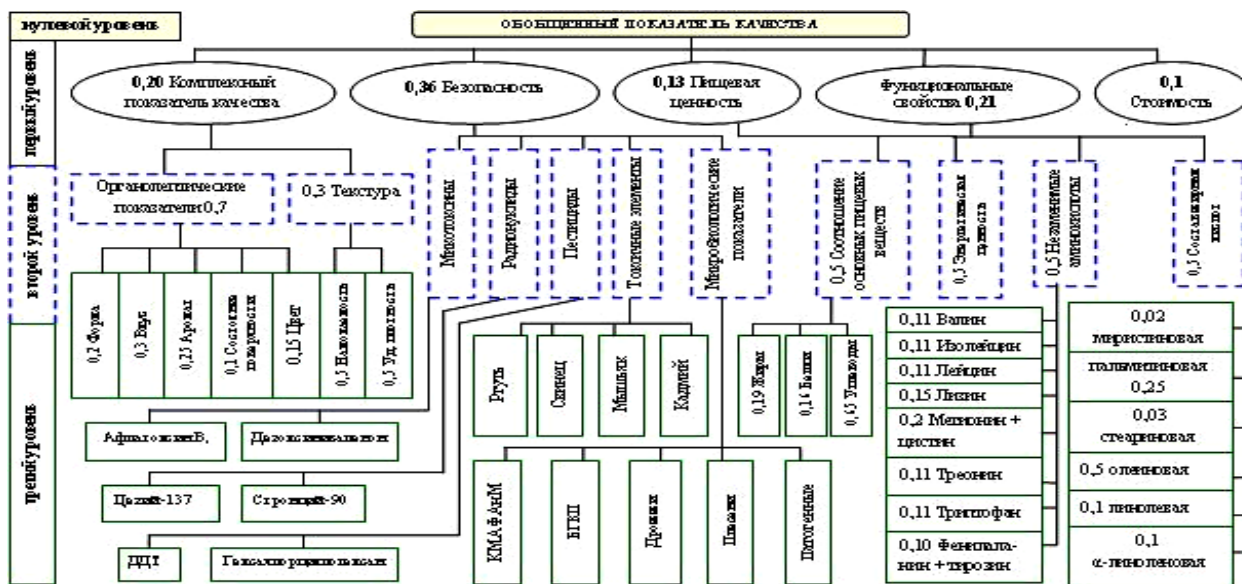 нулевой уровень
ОБОБЩЕННЫЙ ПОКАЗАТЕЛЬ КАЧЕСТВА
первый уровень
0,20 Комплексный
показатель качества
0,36 Безопасность
0,13 Пищевая
ценность
Функциональные
свойства 0,21
0,1
Стоимость
второй уровень
Органолептические
показатели 0,7
0,3 Текстура
Микотоксины
Радионуклиды
Пестициды
Токсичные элементы
Микробиологические
показатели
0,5 Соотношение
основных пищевых
веществ
0,5 Энергетическая
ценность
0,5 Незаменимые
аминокислоты
0,5 Состав жирных
кислот
третий уровень
0,2 Форма
0,3 Вкус
0,25 Аромат
0,1 Состояние
поверхности
0,15 Цвет
0,5 Намокаемость
0,5 Уд. плотность
Ртуть
Свинец
Мышьяк
Кадмий
0,19 Жиры
0,16 Белки
0,65 Углеводы
Афлатоксин В,
Дезоксиниваленол
Цезий-137
Стронций-90
ДДТ
Гексахлорциклогексан
КМАФАнМ
БГКП
Дрожжи
Плесени
Патогенные
0,11 Валин
0,11 Изолейцин
0,11 Лейцин
0,15 Лизин
0,2 Метионин +
цистин
0,11 Треонин
0,11 Триптофан
0,10 Фенилала-
нин + тирозин
0,02
миристиновая
пальмитиновая
0,25
0,03
стеариновая
0,5 олеиновая
0,1 линолевая
0,1
α-линоленовая